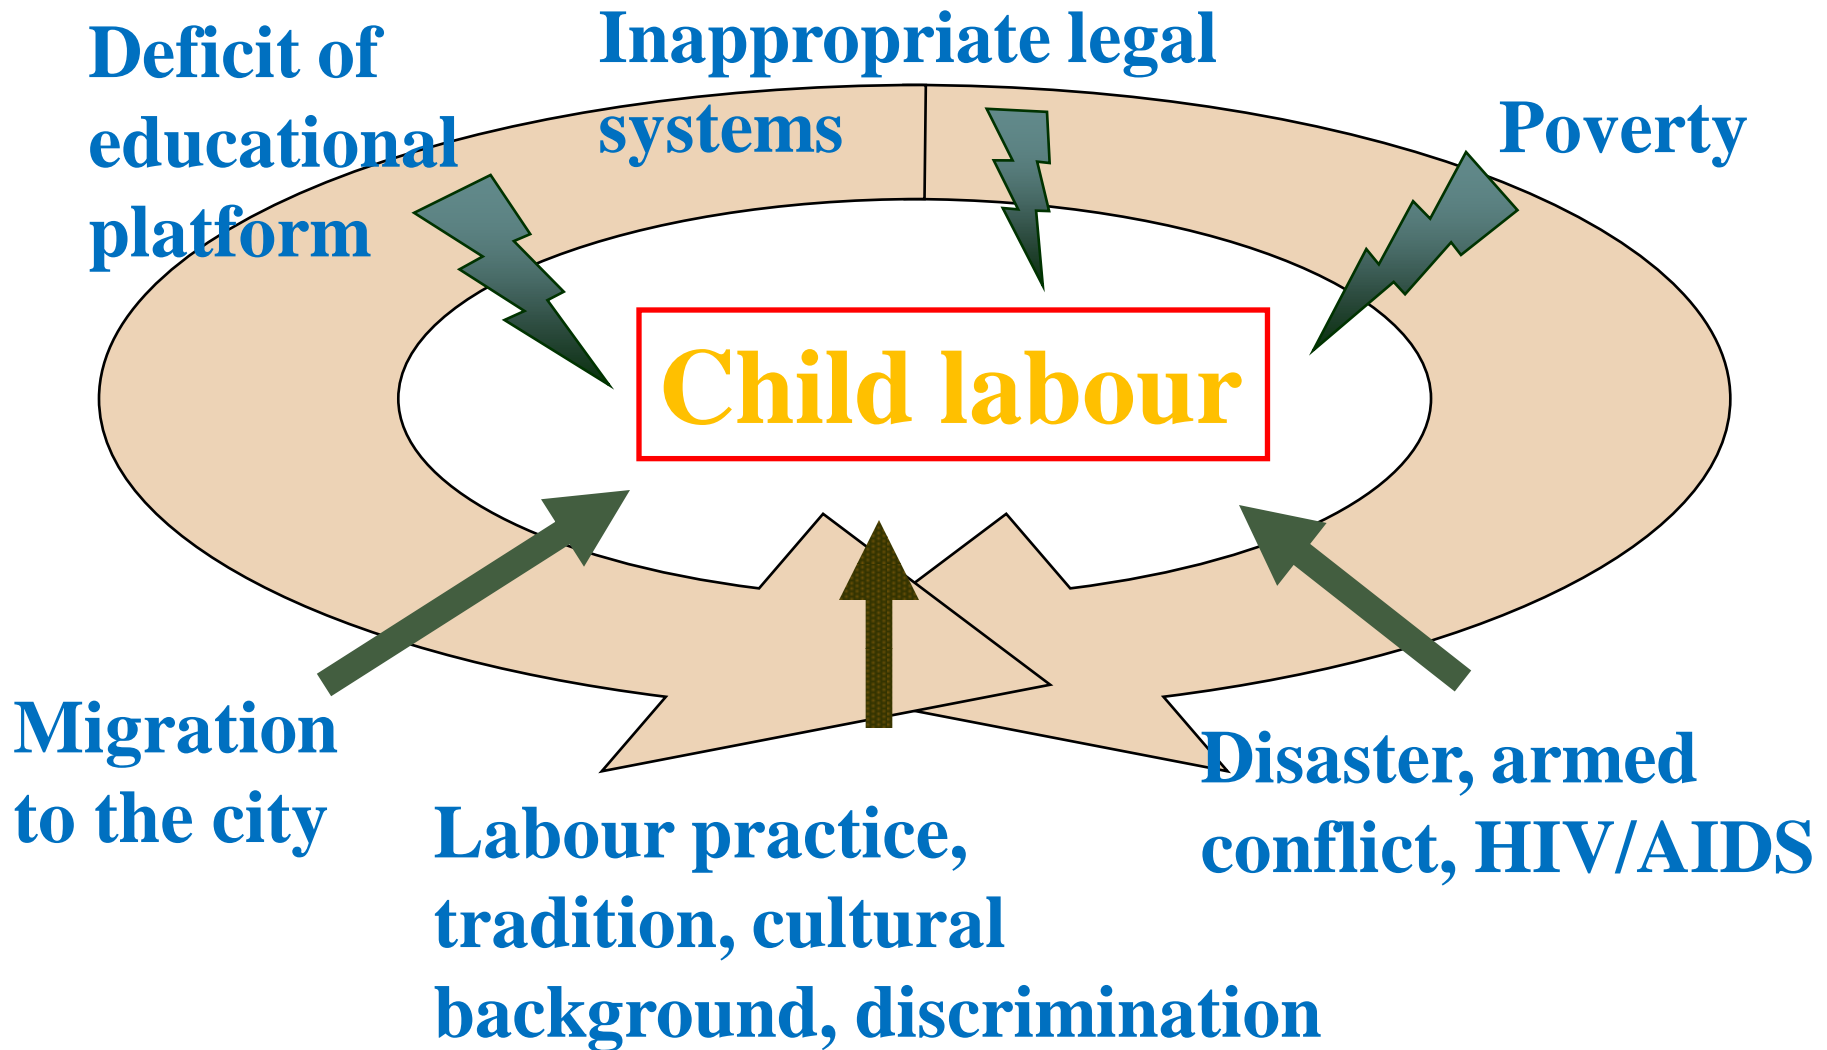 Deficit of
educational
platform
Inappropriate legal
systems
Poverty
Child labour
Migration
to the city
Labour practice,
tradition, cultural
background, discrimination
Disaster, armed
conflict, HIV/AIDS